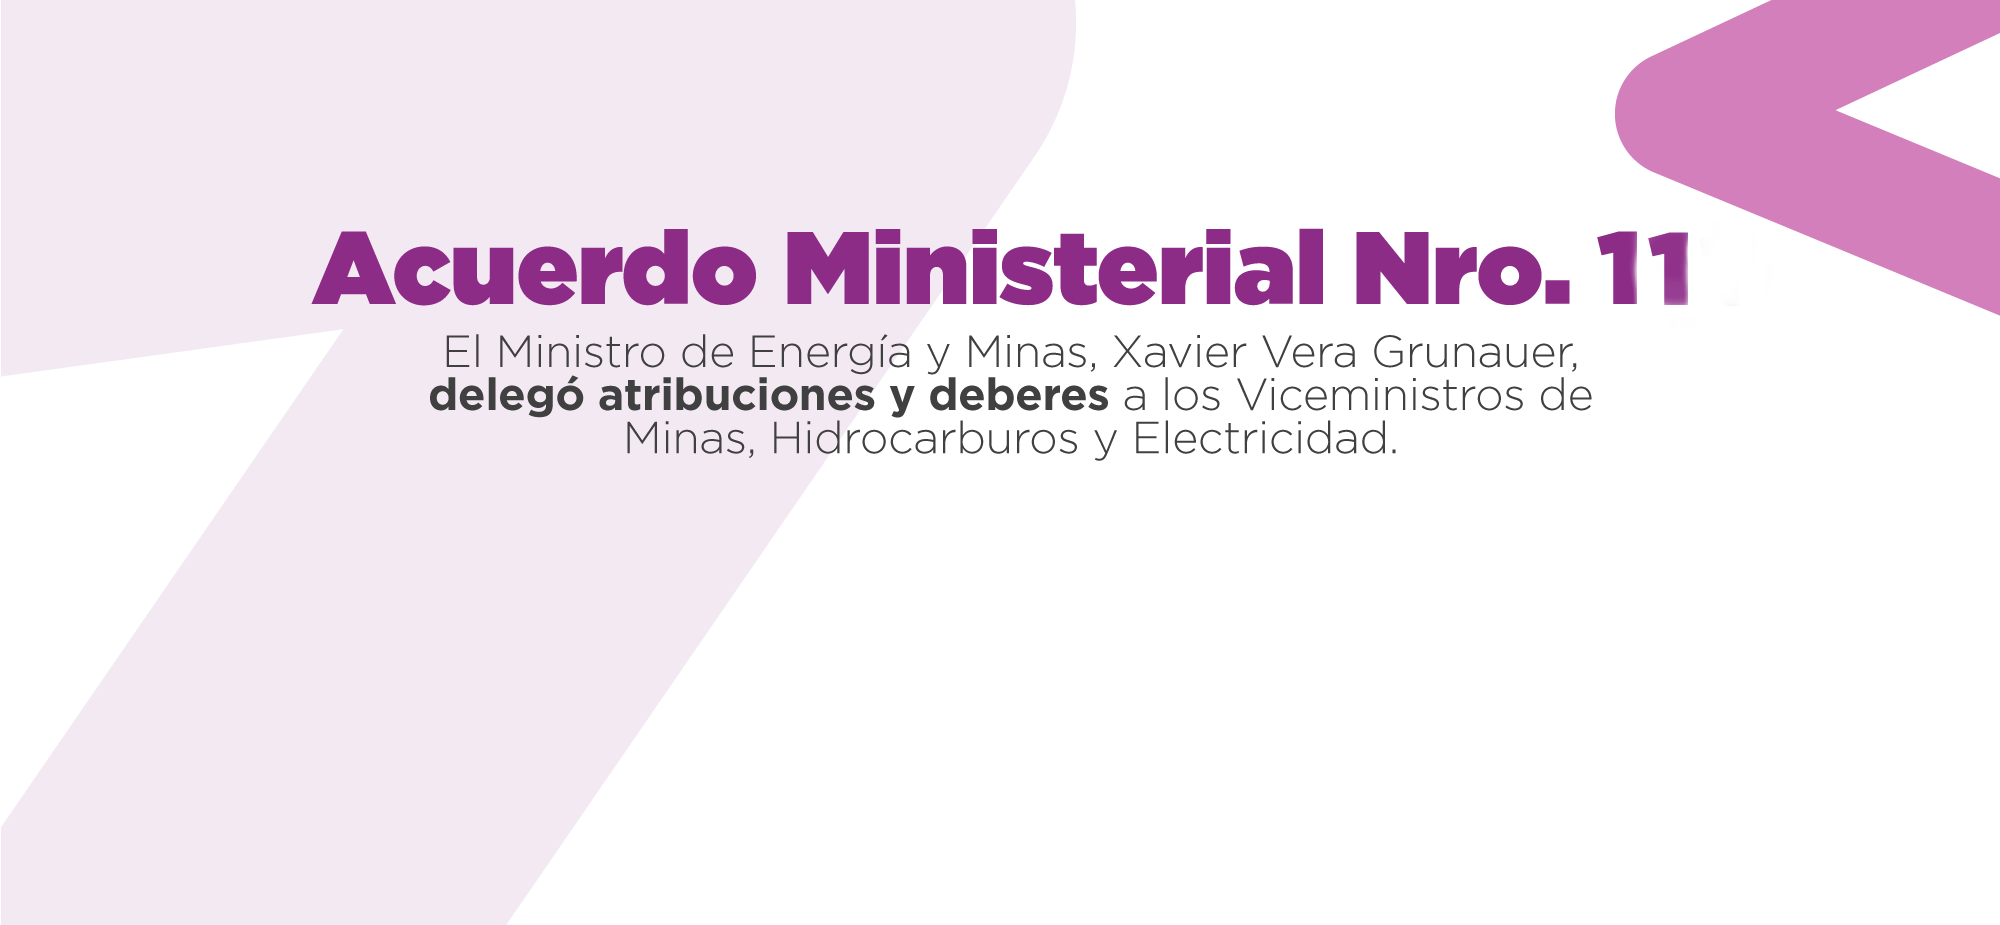 Acuerdo Ministerial Nro. 11
El Ministro de Energía y Minas, Xavier Vera Grunauer,
delegó atribuciones y deberes a los Viceministros de
Minas, Hidrocarburos y Electricidad.